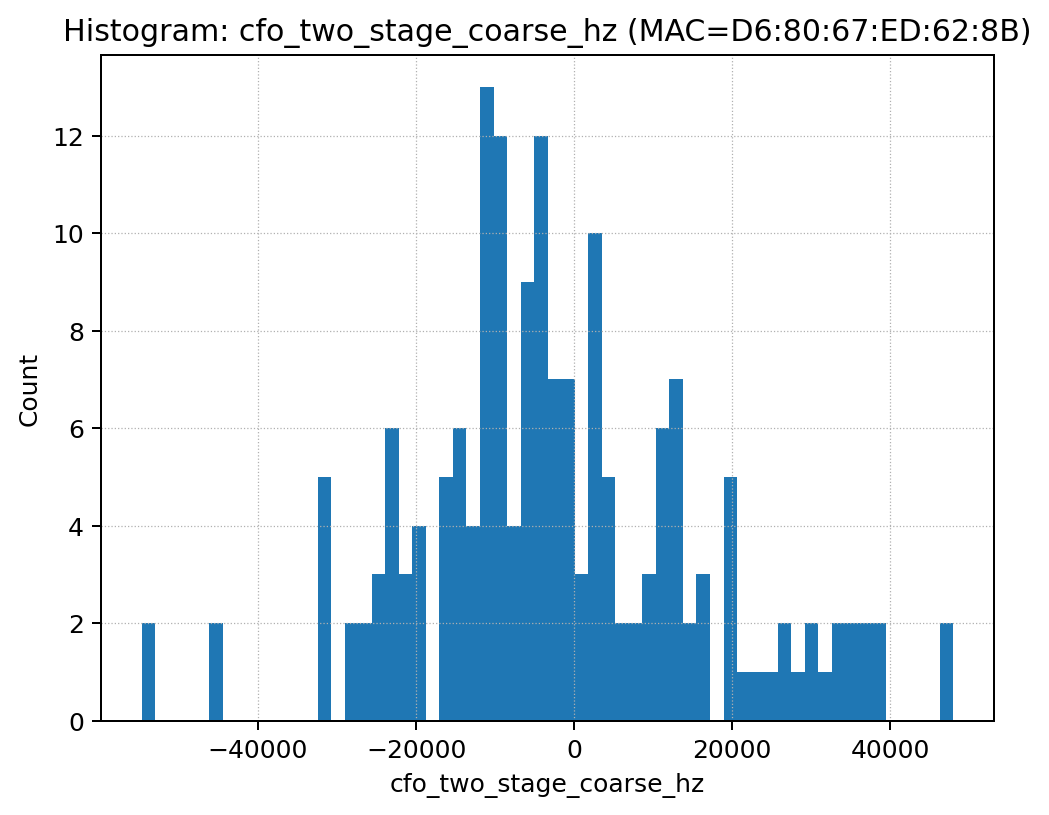 Histogram: cfo_two_stage_coarse_hz (MAC=D6:80:67:ED:62:8B)
12
10
8
6
4
2
0
Count
−40000 −20000 0 20000 40000
cfo_two_stage_coarse_hz